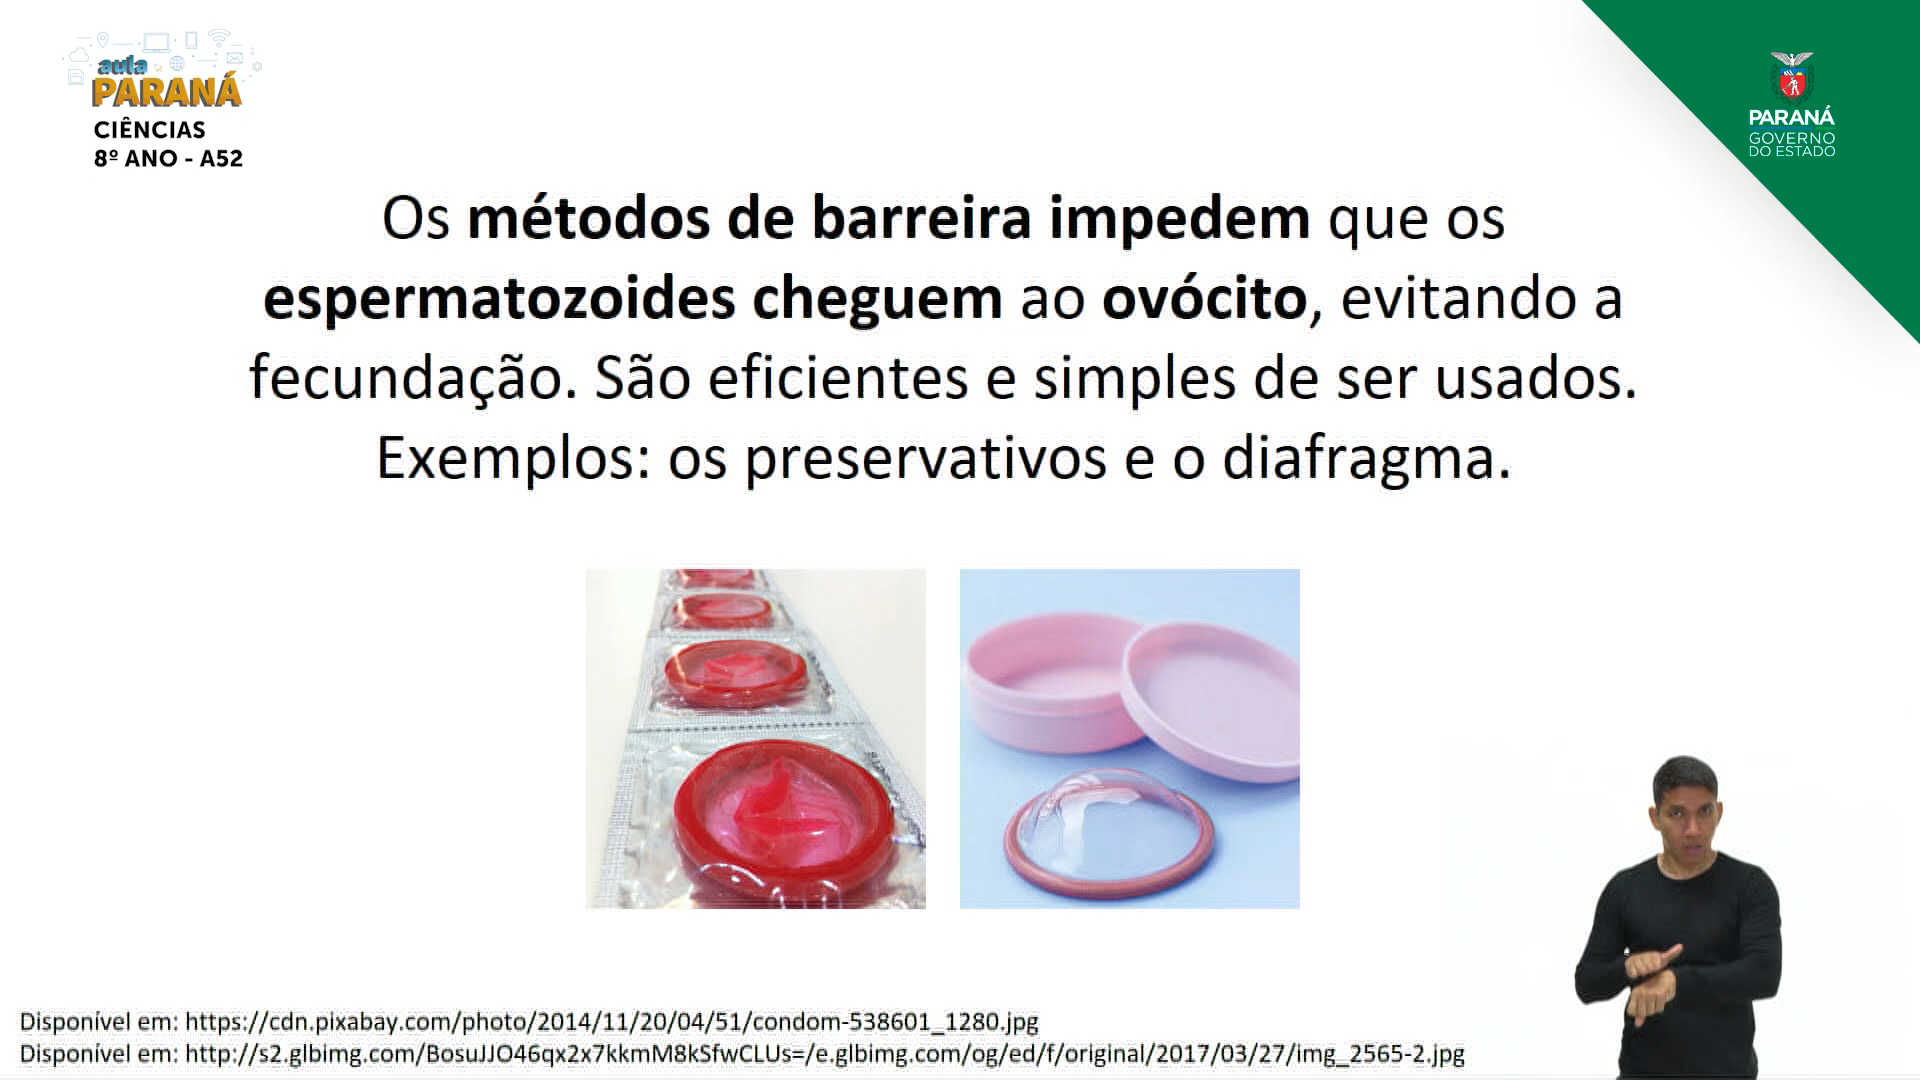 aula
PARANÁ
CIÊNCIAS
8º ANO - A52
PARANÁ
GOVERNO
DO ESTADO
Os métodos de barreira impedem que os
espermatozoides cheguem ao ovócito, evitando a
fecundação. São eficientes e simples de ser usados.
Exemplos: os preservativos e o diafragma.
Disponível em: https://cdn.pixabay.com/photo/2014/11/20/04/51/condom-538601_1280.jpg
Disponível em: http://s2.glbimg.com/BosuJJO46qx2x7kkmM8kSfwCLUs=/e.glbimg.com/og/ed/f/original/2017/03/27/img_2565-2.jpg